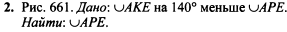 2. Рис. 661. Дано: ∪AKE на 140° меньше ∪APE.
Найти: ∪APE.